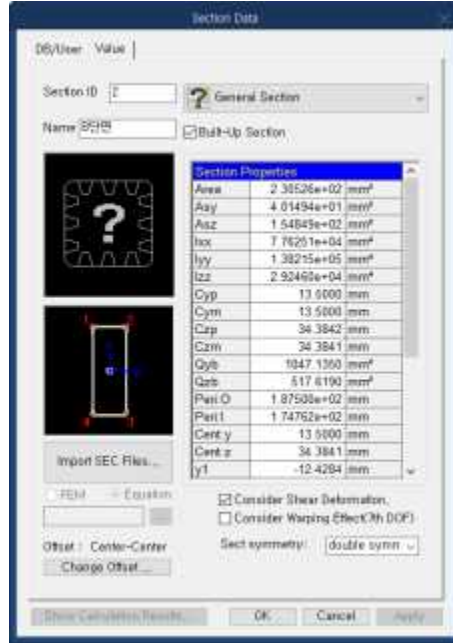 Section Data
DB/User Value
Section ID 2
General Section
Name B단면
Built-Up Section
Section Properties
Area 2.30526e+02 mm²
Asy 4.01494e+01 mm²
Asz 1.54849e+02 mm²
Ixx 7.76251e+04 mm⁴
Iyy 1.38215e+05 mm⁴
Izz 2.92460e+04 mm⁴
Cyp 13.5000 mm
Cym 13.5000 mm
Czp 34.3842 mm
Czm 34.3841 mm
Qyb 1047.1350 mm²
Qzb 517.6190 mm²
Peri:O 1.87500e+02 mm
Peri:I 1.74762e+02 mm
Cent:y 13.5000 mm
Cent:z 34.3841 mm
y1 -12.4284 mm
Import SEC Files...
FEM Equation
Consider Shear Deformation.
Consider Warping Effect(7th DOF)
Offset : Center-Center
Sect symmetry: double symm
Change Offset ...
Show Calculation Results...
OK Cancel Apply